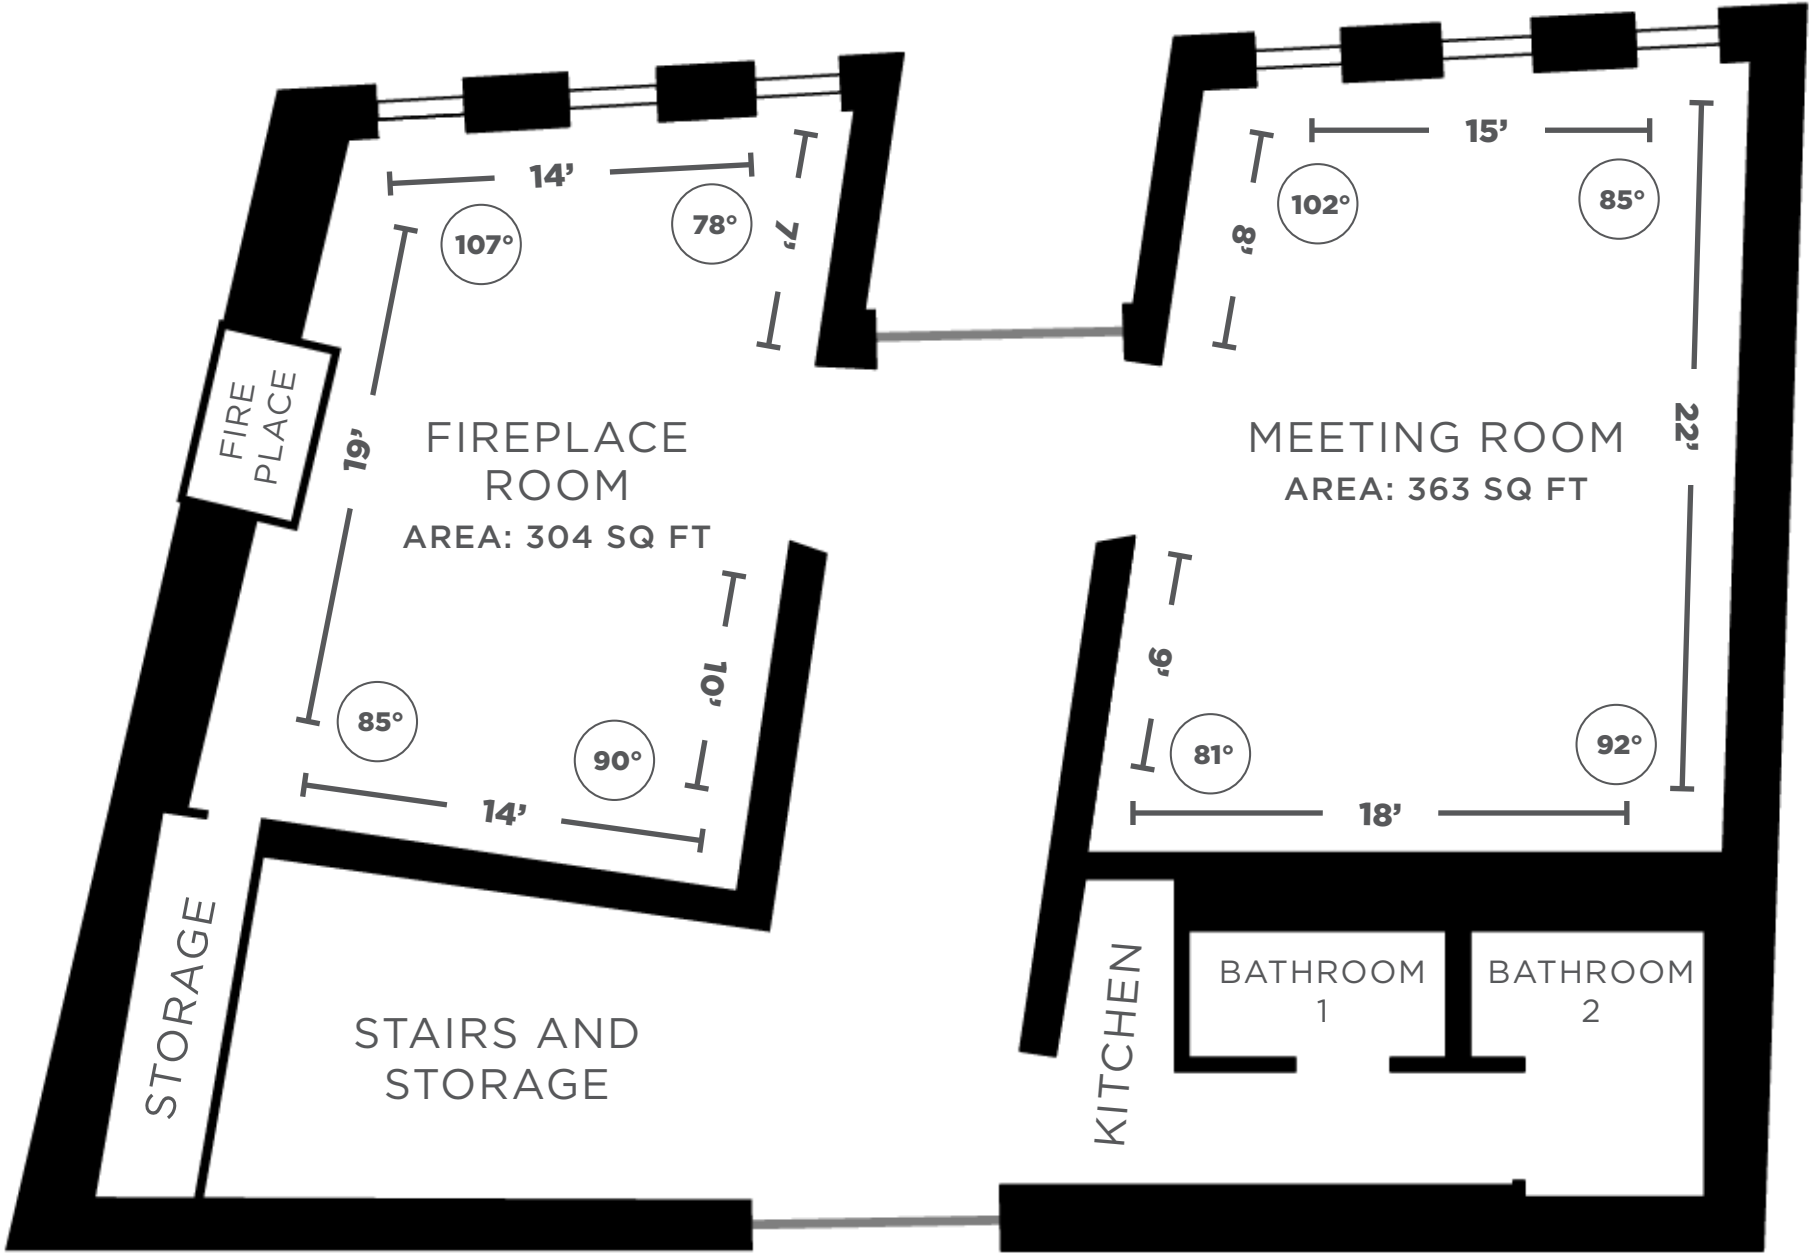 15’
14’
102°
85°
8’
107°
78°
7’
22’
FIRE
PLACE
19’
FIREPLACE
ROOM
AREA: 304 SQ FT
MEETING ROOM
AREA: 363 SQ FT
10’
9’
85°
90°
81°
92°
14’
18’
STORAGE
STAIRS AND
STORAGE
KITCHEN
BATHROOM
1
BATHROOM
2